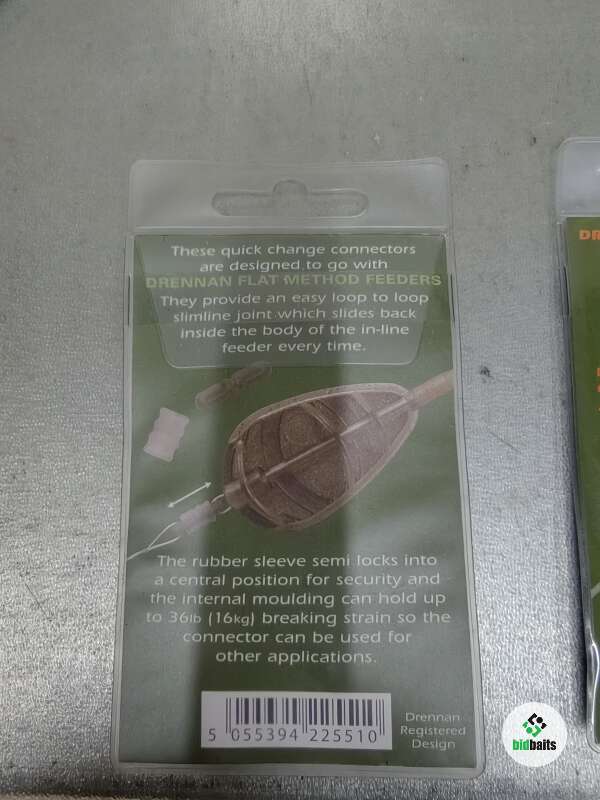 These quick change connectors
are designed to go with
DRENNAN FLAT METHOD FEEDERS
They provide an easy loop to loop
slimline joint which slides back
inside the body of the in-line
feeder every time.
The rubber sleeve semi locks into
a central position for security and
the internal moulding can hold up
to 36lb (16kg) breaking strain so the
connector can be used for
other applications.
5 055394 225510
Drennan
Registered
Design
bidbaits